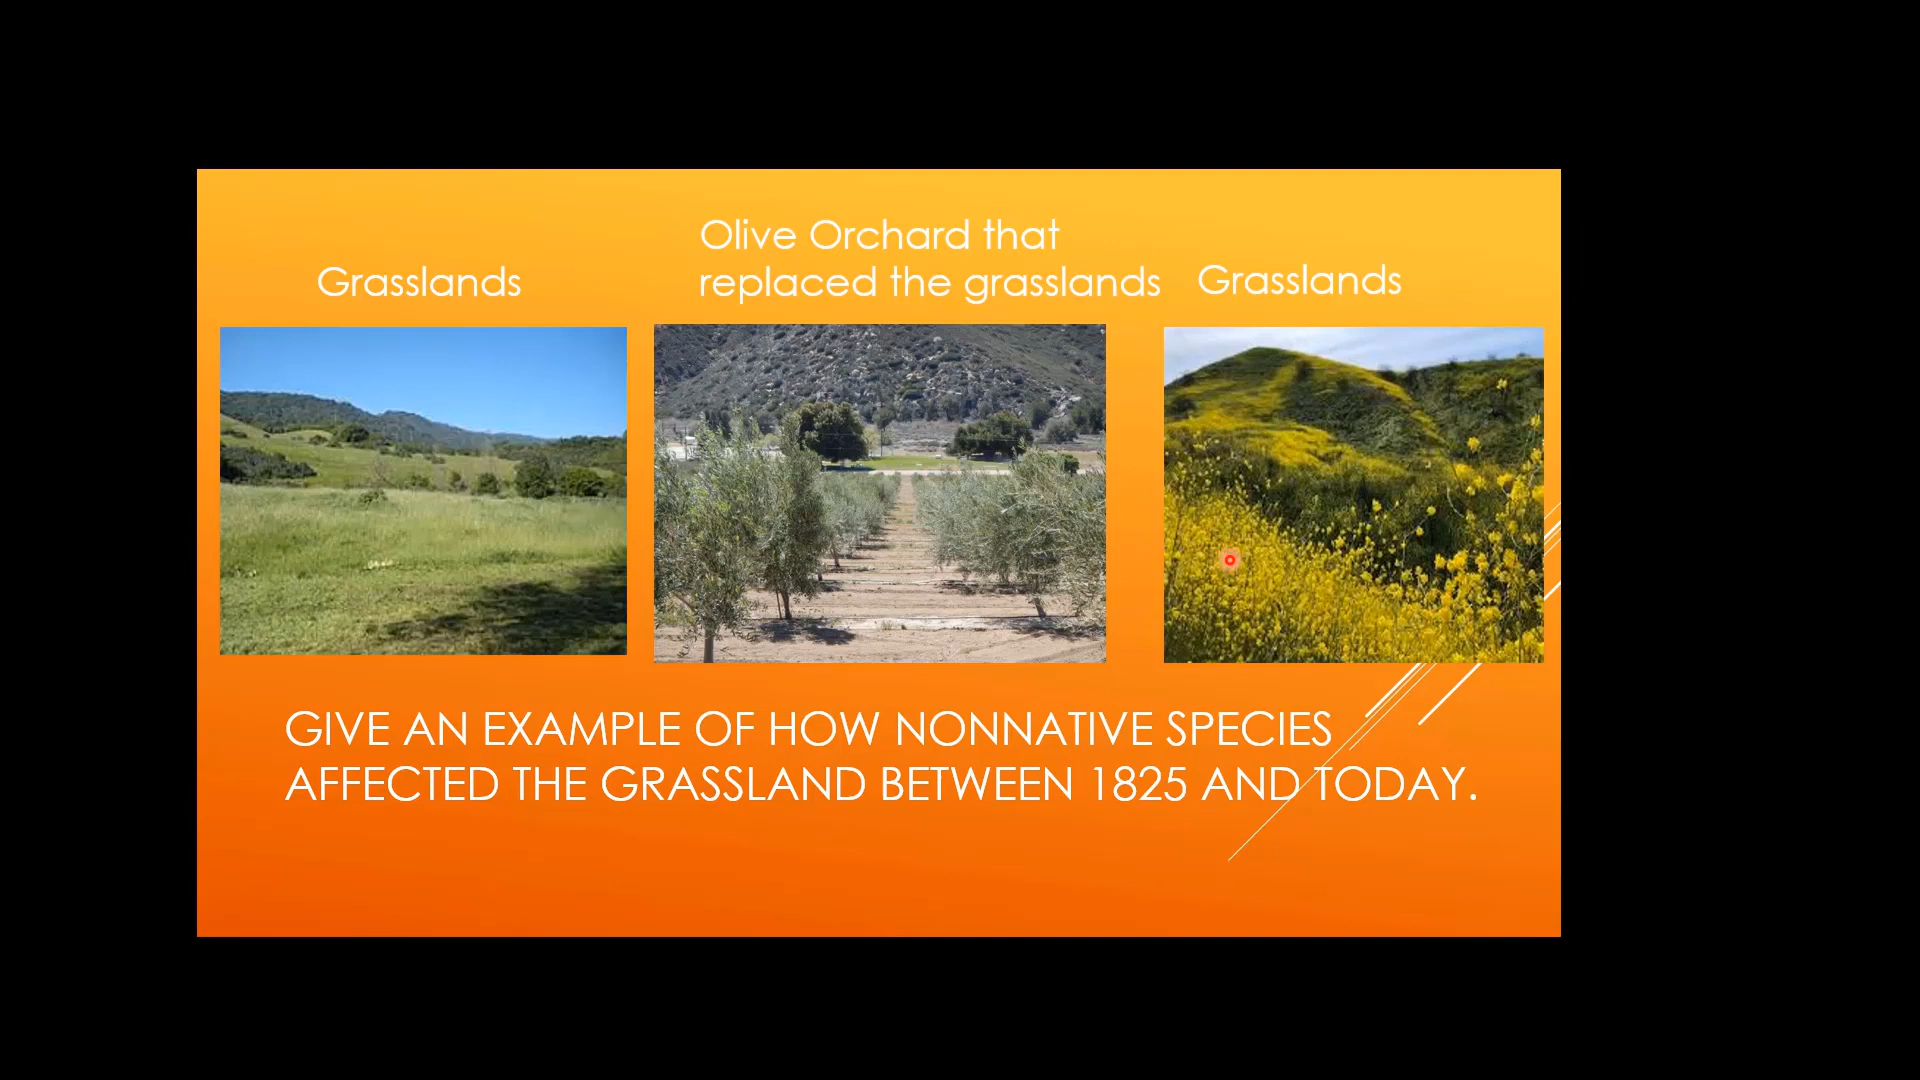 Grasslands
Olive Orchard that
replaced the grasslands
Grasslands
GIVE AN EXAMPLE OF HOW NONNATIVE SPECIES
AFFECTED THE GRASSLAND BETWEEN 1825 AND TODAY.